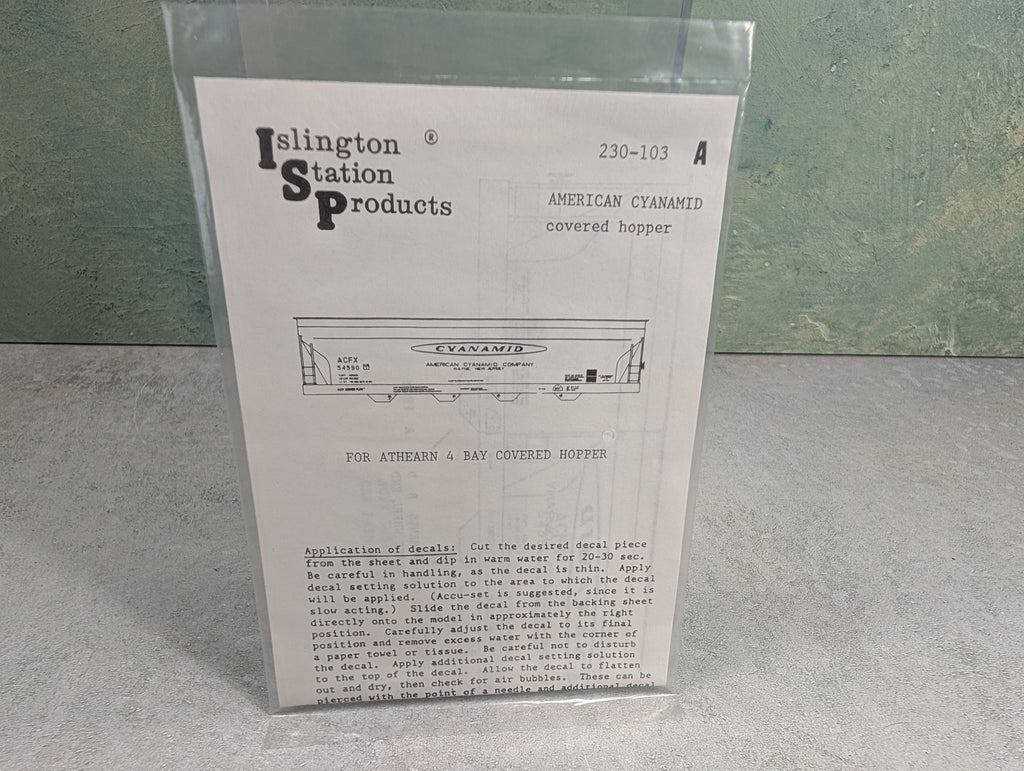 Islington ®
Station
Products
230-103 A
AMERICAN CYANAMID
covered hopper
CYANAMID
ACFX
54590
AMERICAN CYANAMID COMPANY
WAYNE, NEW JERSEY
FOR ATHEARN 4 BAY COVERED HOPPER
Application of decals: Cut the desired decal piece
from the sheet and dip in warm water for 20-30 sec.
Be careful in handling, as the decal is thin. Apply
decal setting solution to the area to which the decal
will be applied. (Accu-set is suggested, since it is
slow acting.) Slide the decal from the backing sheet
directly onto the model in approximately the right
position. Carefully adjust the decal to its final
position and remove excess water with the corner of
a paper towel or tissue. Be careful not to disturb
the decal. Apply additional decal setting solution
to the top of the decal. Allow the decal to flatten
out and dry, then check for air bubbles. These can be
pierced with the point of a needle and additional decal